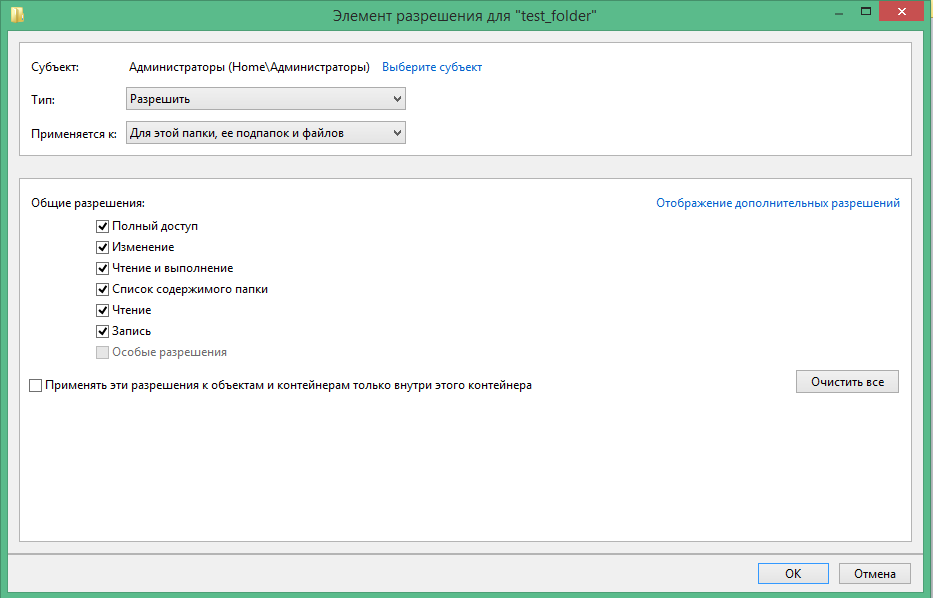 Элемент разрешения для "test_folder"
Субъект: Администраторы (Home\Администраторы) Выберите субъект
Тип: Разрешить
Применяется к: Для этой папки, ее подпапок и файлов
Общие разрешения: Отображение дополнительных разрешений
Полный доступ
Изменение
Чтение и выполнение
Список содержимого папки
Чтение
Запись
Особые разрешения
Применять эти разрешения к объектам и контейнерам только внутри этого контейнера Очистить все
ОК Отмена